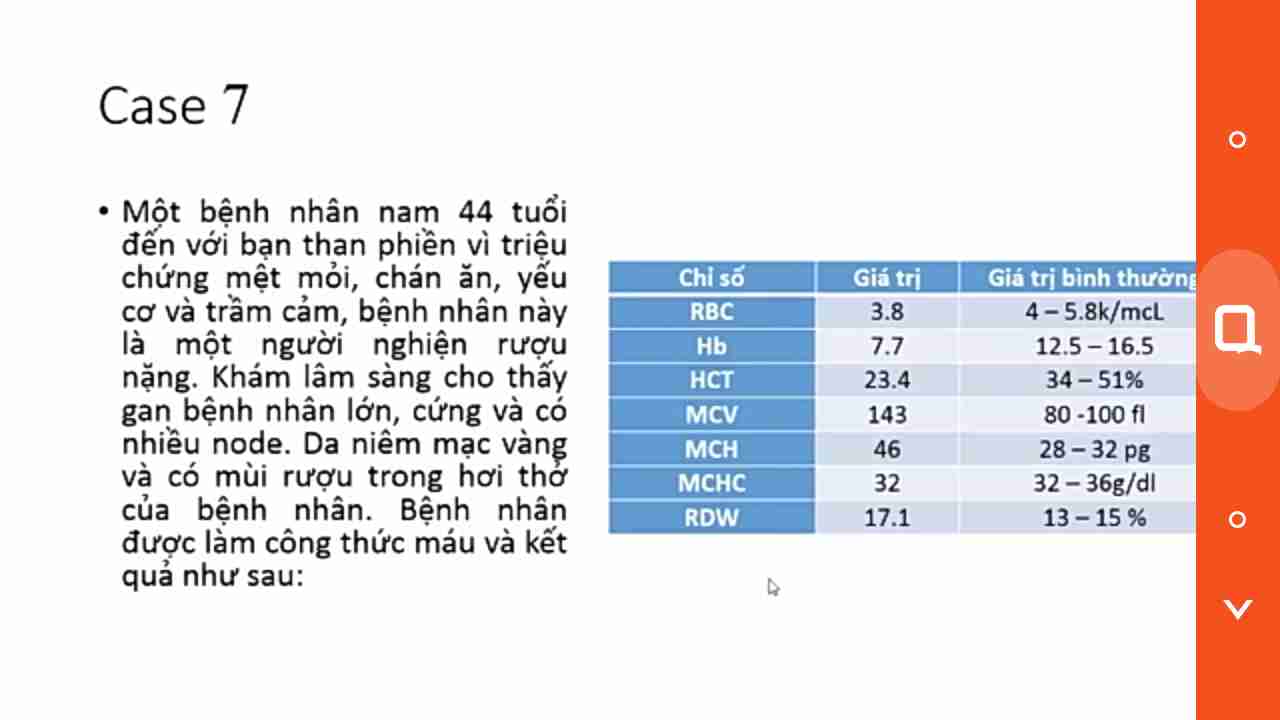 Case 7
• Một bệnh nhân nam 44 tuổi
đến với bạn than phiền vì triệu
chứng mệt mỏi, chán ăn, yếu
cơ và trầm cảm, bệnh nhân này
là một người nghiện rượu
nặng. Khám lâm sàng cho thấy
gan bệnh nhân lớn, cứng và có
nhiều node. Da niêm mạc vàng
và có mùi rượu trong hơi thở
của bệnh nhân. Bệnh nhân
được làm công thức máu và kết
quả như sau:
Chỉ số Giá trị Giá trị bình thường
RBC 3.8 4 – 5.8k/mcL
Hb 7.7 12.5 – 16.5
HCT 23.4 34 – 51%
MCV 143 80 -100 fl
MCH 46 28 – 32 pg
MCHC 32 32 – 36g/dl
RDW 17.1 13 – 15 %